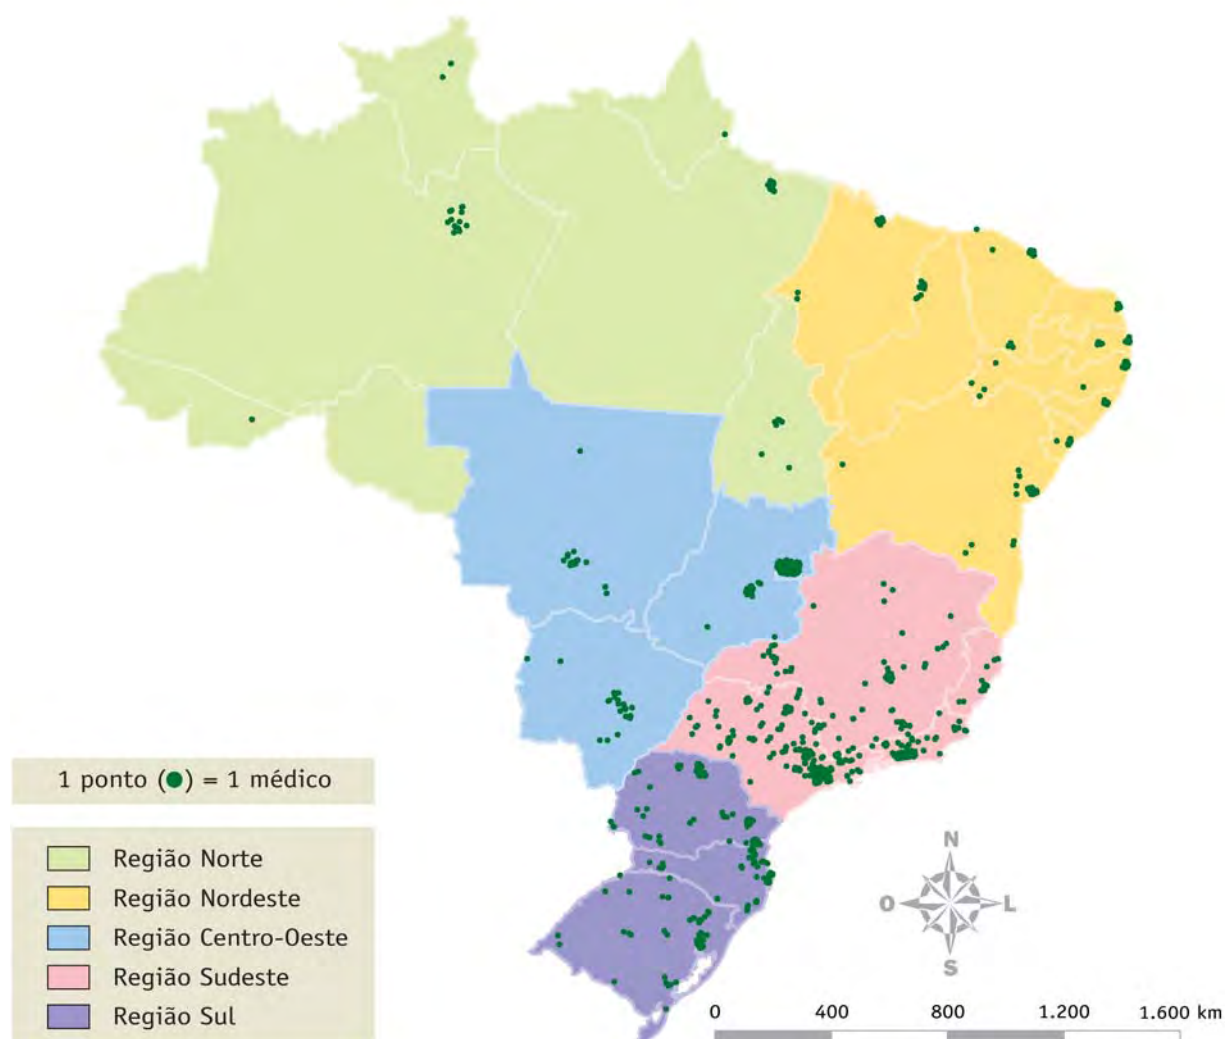 1 ponto (●) = 1 médico
Região Norte
Região Nordeste
Região Centro-Oeste
Região Sudeste
Região Sul
N
O
L
S
0 400 800 1.200 1.600 km